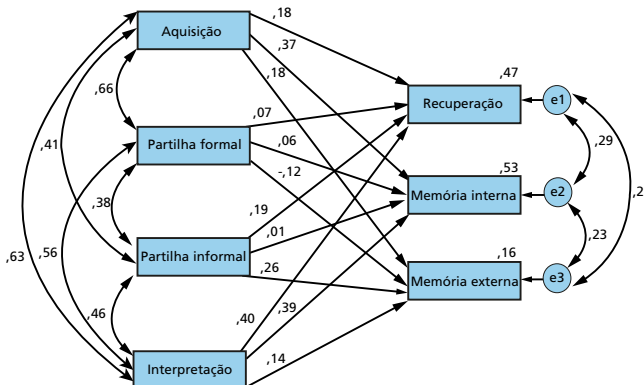 Aquisição
Partilha formal
Partilha informal
Interpretação
Recuperação
Memória interna
Memória externa
e1
e2
e3
,18
,37
,18
,07
,06
-,12
,19
,01
,26
,40
,39
,14
,66
,41
,38
,63
,56
,46
,47
,53
,16
,29
,23
,2